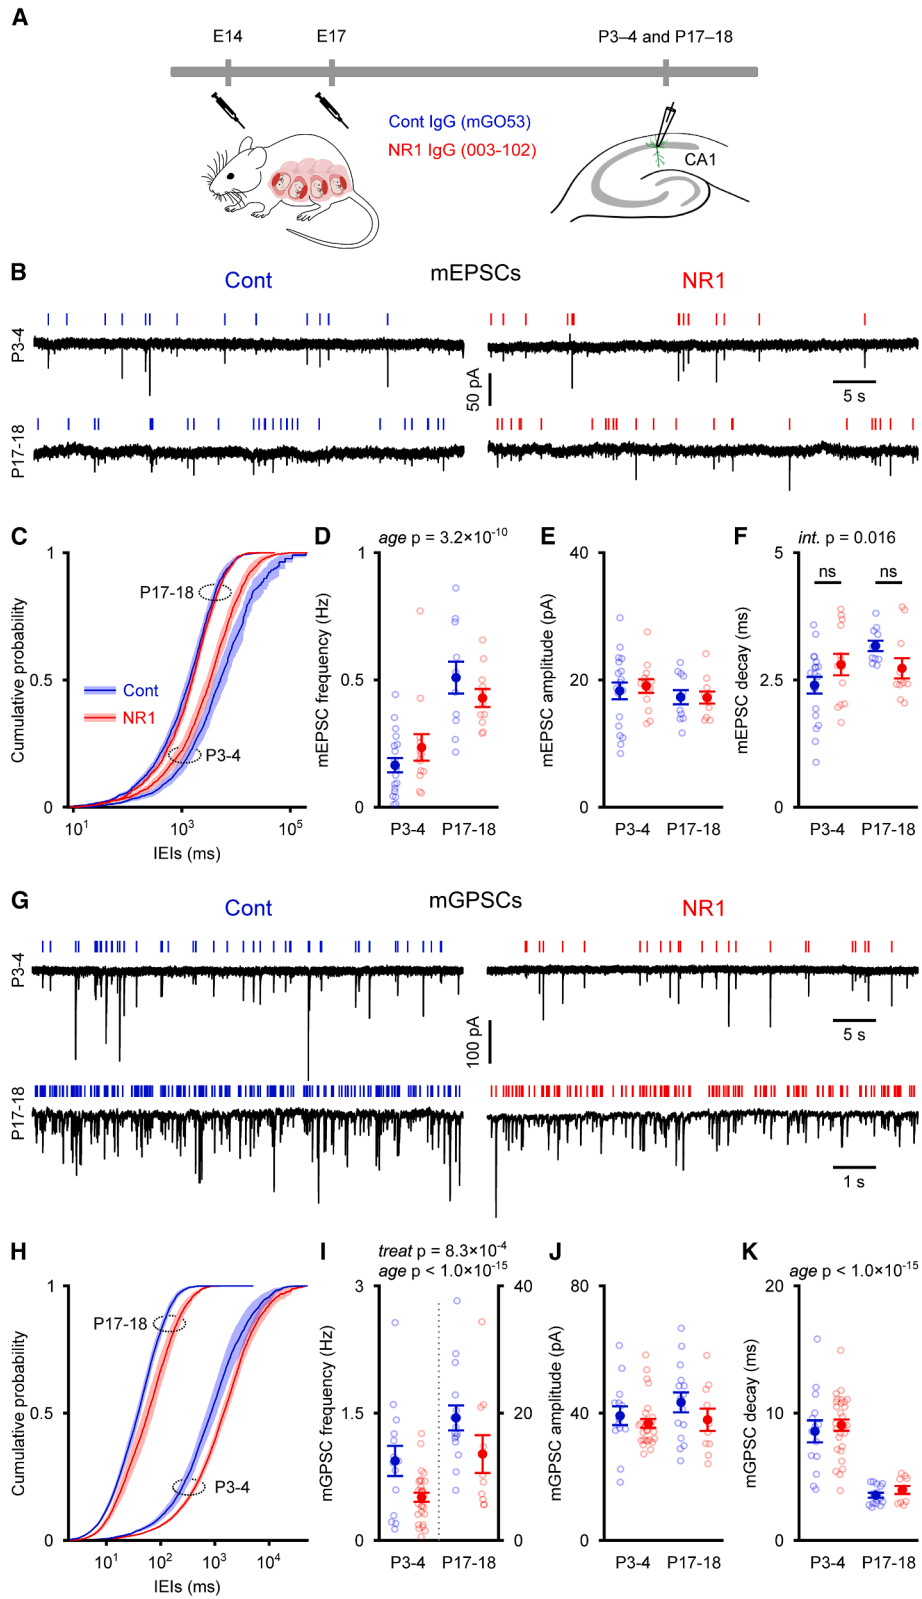 A
E14 E17 P3–4 and P17–18
Cont IgG (mGO53)
NR1 IgG (003-102)
CA1
B
mEPSCs
Cont NR1
P3-4
50 pA
5 s
P17-18
C
1
P17-18
Cumulative probability
0.5
Cont
NR1
P3-4
0
10¹ 10³ 10⁵
IEIs (ms)
D
age p = 3.2×10⁻¹⁰
1
mEPSC frequency (Hz)
0.5
0
P3-4 P17-18
E
40
mEPSC amplitude (pA)
20
0
P3-4 P17-18
F
int. p = 0.016
5
ns ns
mEPSC decay (ms)
2.5
0
P3-4 P17-18
G
mGPSCs
Cont NR1
P3-4
5 s
100 pA
P17-18
1 s
H
1
P17-18
Cumulative probability
0.5
P3-4
0
10¹ 10² 10³ 10⁴
IEIs (ms)
I
treat p = 8.3×10⁻⁴
age p < 1.0×10⁻¹⁵
3 40
mGPSC frequency (Hz)
1.5 20
0 0
P3-4 P17-18
J
80
mGPSC amplitude (pA)
40
0
P3-4 P17-18
K
age p < 1.0×10⁻¹⁵
20
mGPSC decay (ms)
10
0
P3-4 P17-18